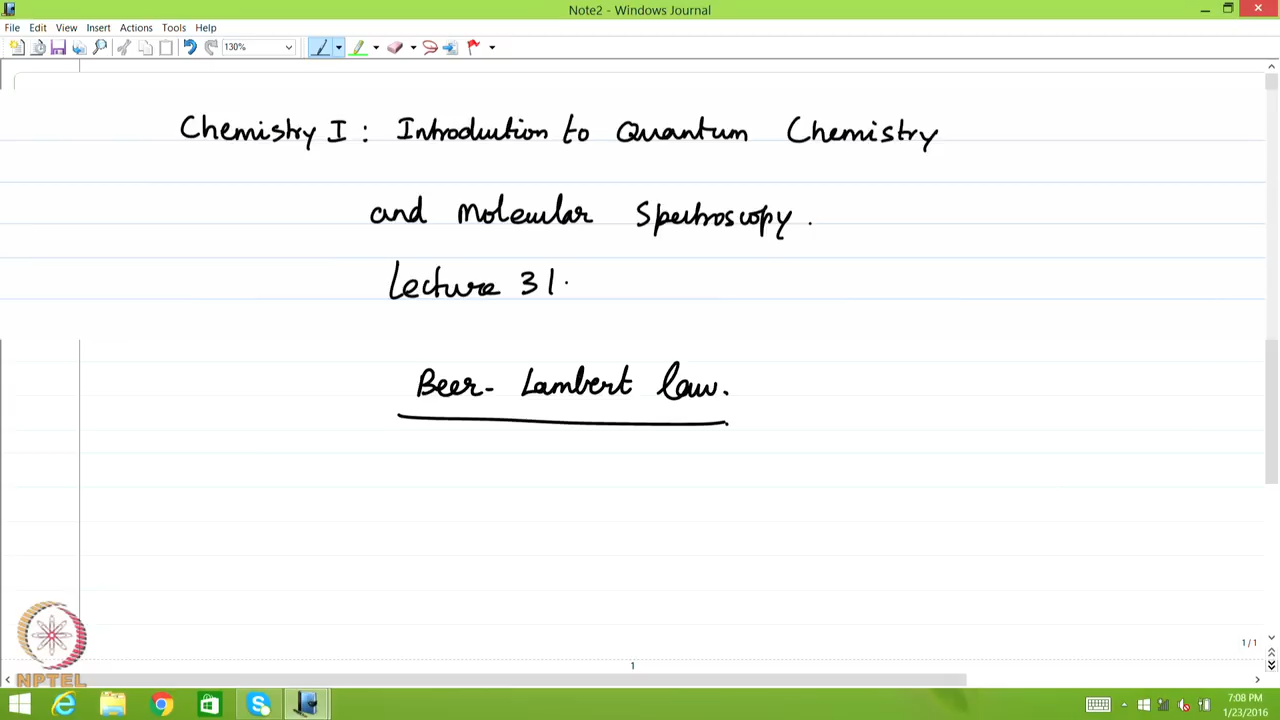 Note2 - Windows Journal
File Edit View Insert Actions Tools Help
130%
Chemistry I : Introduction to Quantum Chemistry
and Molecular Spectroscopy.
Lecture 31.
Beer-Lambert law.
1 / 1
1
NPTEL
7:08 PM
1/23/2016